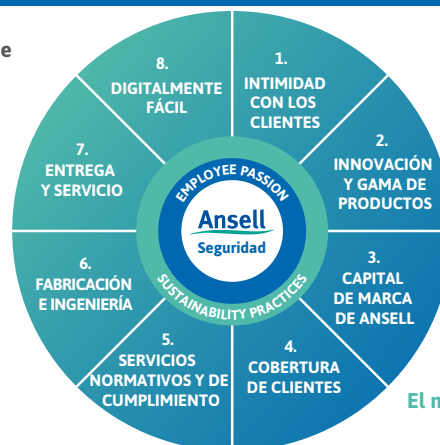 e
1.
INTIMIDAD
CON LOS
CLIENTES
2.
INNOVACIÓN
Y GAMA DE
PRODUCTOS
3.
CAPITAL
DE MARCA
DE ANSELL
4.
COBERTURA
DE CLIENTES
5.
SERVICIOS
NORMATIVOS Y DE
CUMPLIMIENTO
6.
FABRICACIÓN
E INGENIERÍA
7.
ENTREGA
Y SERVICIO
8.
DIGITALMENTE
FÁCIL
EMPLOYEE PASSION
Ansell
Seguridad
SUSTAINABILITY PRACTICES
El